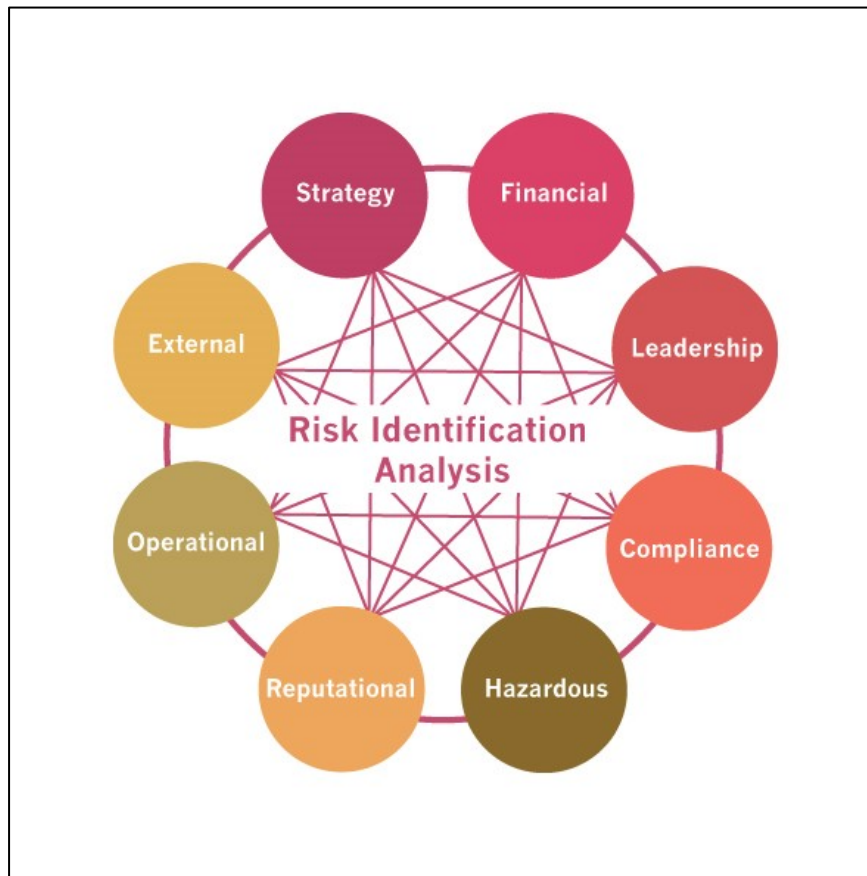 Strategy
Financial
External
Leadership
Risk Identification
Analysis
Operational
Compliance
Reputational
Hazardous